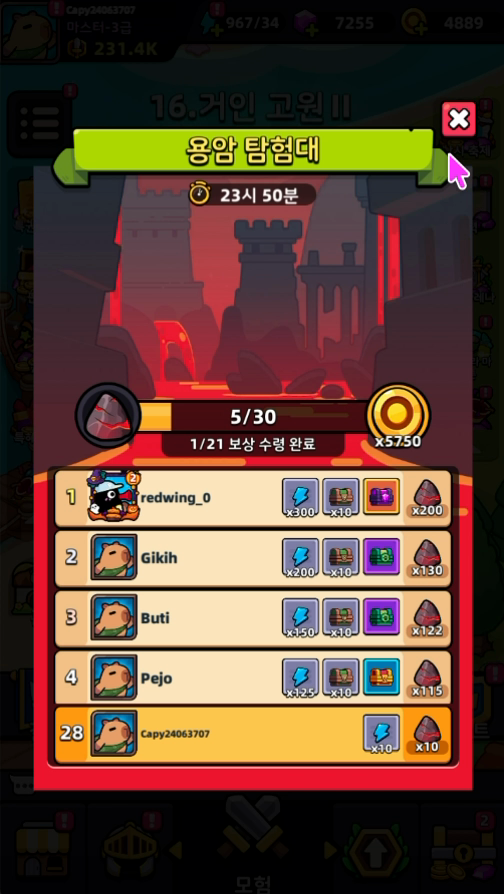 Capy24063707
마스터-3급
231.4K
967/34
7255
4889
16.거인 고원 II
용암 탐험대
23시 50분
5/30
x5750
1/21 보상 수령 완료
1
2
redwing_0
x300
x10
x200
2
Gikih
x200
x10
x130
3
Buti
x150
x10
x122
4
Pejo
x125
x10
x115
28
Capy24063707
x10
x10
2
모험